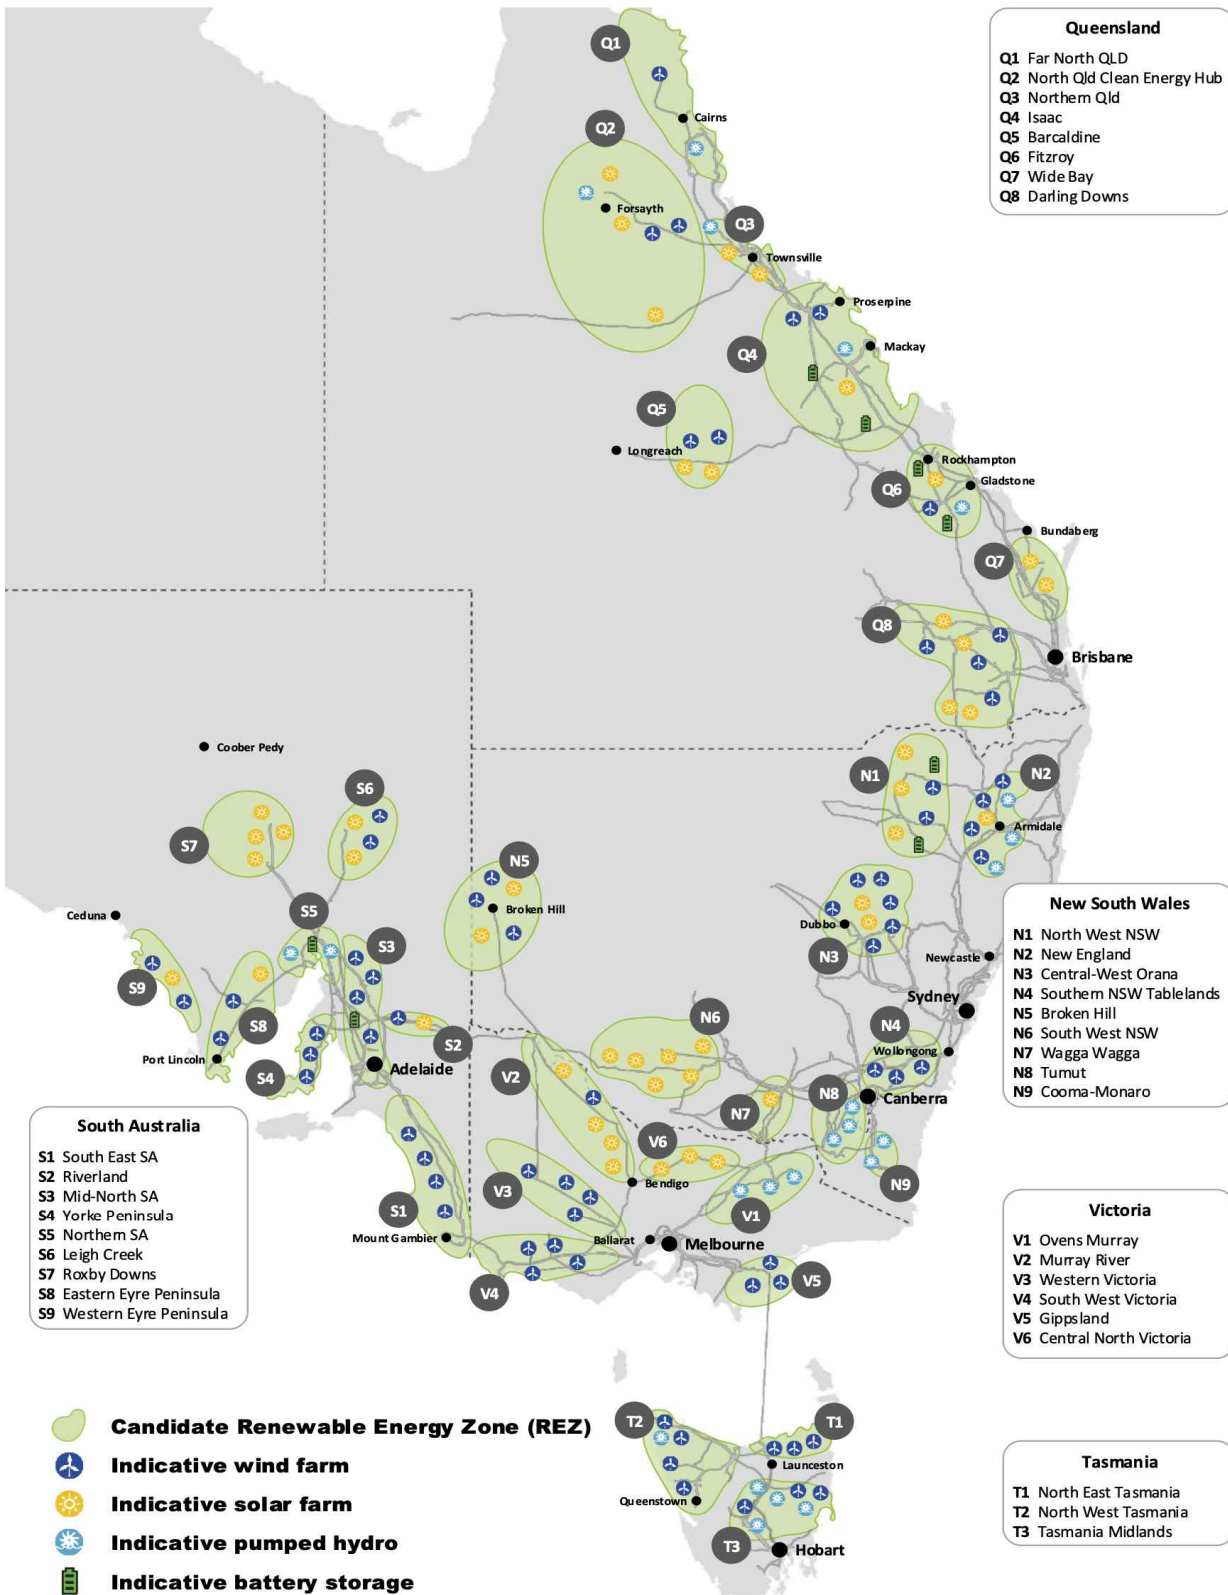 Queensland
Q1 Far North QLD
Q2 North Qld Clean Energy Hub
Q3 Northern Qld
Q4 Isaac
Q5 Barcaldine
Q6 Fitzroy
Q7 Wide Bay
Q8 Darling Downs
Q1
Cairns
Q2
Forsayth
Q3
Townsville
Proserpine
Q4
Mackay
Q5
Longreach
Rockhampton
Gladstone
Q6
Bundaberg
Q7
Q8
Brisbane
Coober Pedy
S6
S7
N1
N2
Armidale
N5
Broken Hill
Ceduna
S5
S3
Dubbo
N3
Newcastle
Sydney
S9
S8
Port Lincoln
S4
S2
Adelaide
N6
N4
Wollongong
V2
N7
N8
Canberra
V6
Bendigo
V3
V1
N9
S1
Mount Gambier
Ballarat
Melbourne
V4
V5
New South Wales
N1 North West NSW
N2 New England
N3 Central-West Orana
N4 Southern NSW Tablelands
N5 Broken Hill
N6 South West NSW
N7 Wagga Wagga
N8 Tumut
N9 Cooma-Monaro
South Australia
S1 South East SA
S2 Riverland
S3 Mid-North SA
S4 Yorke Peninsula
S5 Northern SA
S6 Leigh Creek
S7 Roxby Downs
S8 Eastern Eyre Peninsula
S9 Western Eyre Peninsula
Victoria
V1 Ovens Murray
V2 Murray River
V3 Western Victoria
V4 South West Victoria
V5 Gippsland
V6 Central North Victoria
T2
T1
Launceston
Queenstown
T3
Hobart
Tasmania
T1 North East Tasmania
T2 North West Tasmania
T3 Tasmania Midlands
Candidate Renewable Energy Zone (REZ)
Indicative wind farm
Indicative solar farm
Indicative pumped hydro
Indicative battery storage